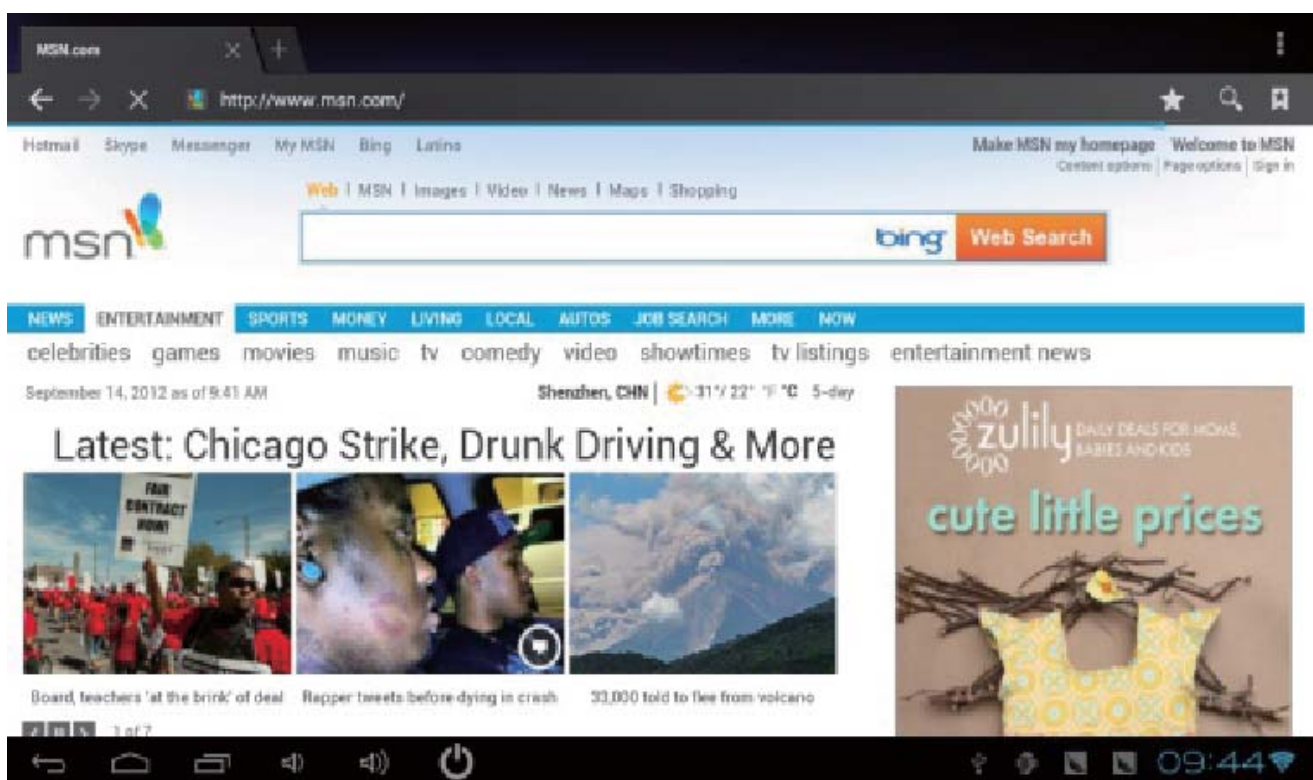 MSN.com
http://www.msn.com/
Hotmail Skype Messenger My MSN Bing Latino
Make MSN my homepage Welcome to MSN
Content options | Page options | Sign in
Web | MSN | Images | Video | News | Maps | Shopping
msn
bing Web Search
NEWS ENTERTAINMENT SPORTS MONEY LIVING LOCAL AUTOS JOB SEARCH MORE NOW
celebrities games movies music tv comedy video showtimes tv listings entertainment news
September 14, 2012 as of 9:41 AM
Shenzhen, CHN | 31°/ 22° °F °C 5-day
Latest: Chicago Strike, Drunk Driving & More
FAIR
CONTRACT
NOW!
Board, teachers 'at the brink' of deal
Rapper tweets before dying in crash
33,000 told to flee from volcano
1 of 7
zulily DAILY DEALS FOR MOMS,
BABIES AND KIDS
cute little prices
09:44